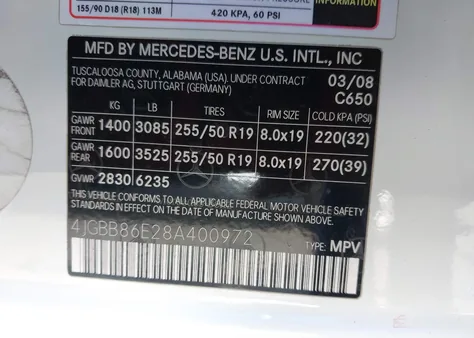 155/90 D18 (R18) 113M
420 KPA, 60 PSI
INFORMATION
MFD BY MERCEDES-BENZ U.S. INTL., INC
TUSCALOOSA COUNTY, ALABAMA (USA). UNDER CONTRACT 03/08
FOR DAIMLER AG, STUTTGART (GERMANY) C650
KG LB TIRES RIM SIZE COLD KPA (PSI)
GAWR FRONT 1400 3085 255/50 R19 8.0x19 220(32)
GAWR REAR 1600 3525 255/50 R19 8.0x19 270(39)
GVWR 2830 6235
THIS VEHICLE CONFORMS TO ALL APPLICABLE FEDERAL MOTOR VEHICLE SAFETY
STANDARDS IN EFFECT ON THE DATE OF MANUFACTURE SHOWN ABOVE.
4JGBB86E28A400972
TYPE: MPV